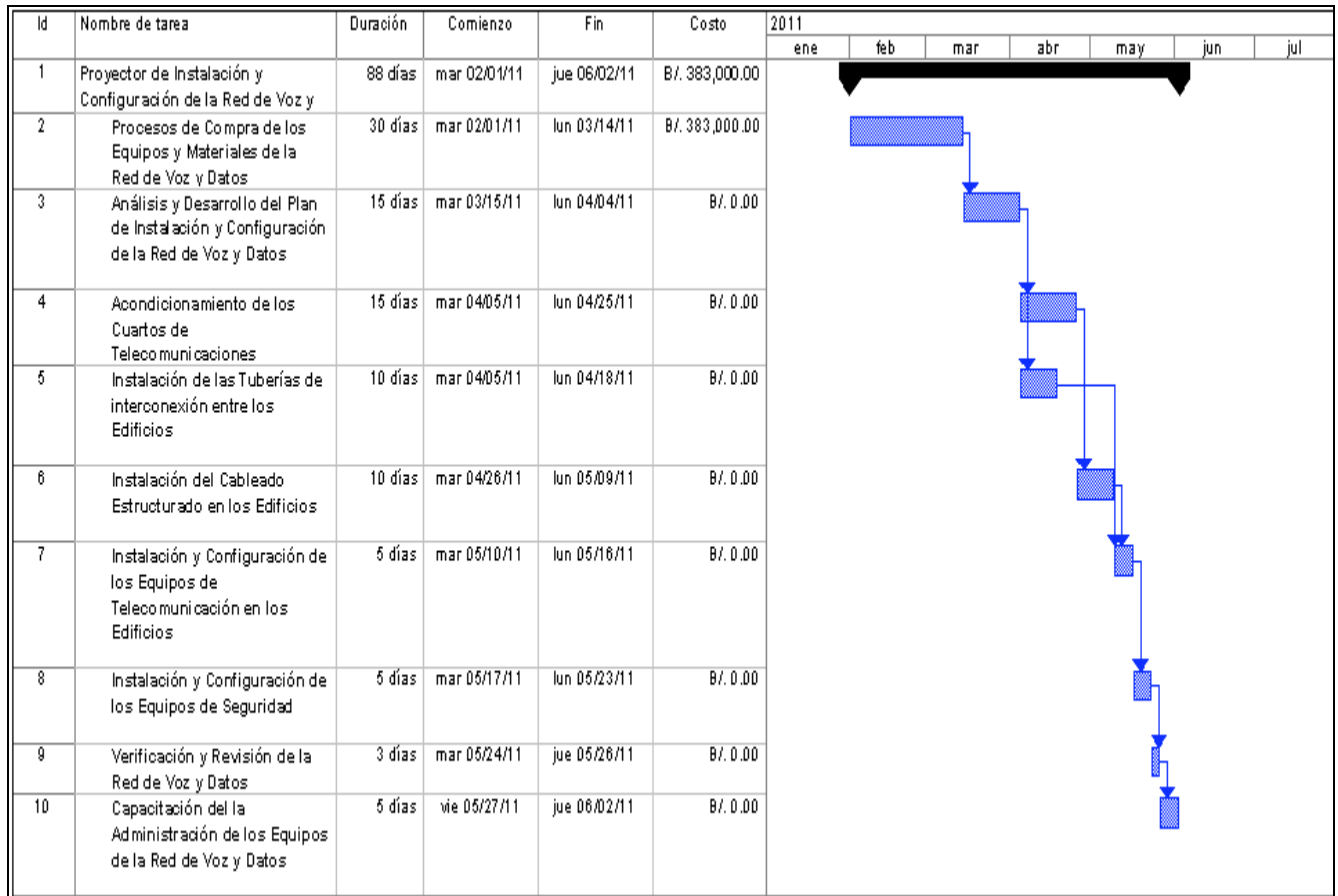 Id Nombre de tarea Duración Comienzo Fin Costo 2011
ene feb mar abr may jun jul
1 Proyector de Instalación y 88 días mar 02/01/11 jue 06/02/11 B/. 383,000.00
Configuración de la Red de Voz y
2 Procesos de Compra de los 30 días mar 02/01/11 lun 03/14/11 B/. 383,000.00
Equipos y Materiales de la
Red de Voz y Datos
3 Análisis y Desarrollo del Plan 15 días mar 03/15/11 lun 04/04/11 B/. 0.00
de Instalación y Configuración
de la Red de Voz y Datos
4 Acondicionamiento de los 15 días mar 04/05/11 lun 04/25/11 B/. 0.00
Cuartos de
Telecomunicaciones
5 Instalación de las Tuberías de 10 días mar 04/05/11 lun 04/18/11 B/. 0.00
interconexión entre los
Edificios
6 Instalación del Cableado 10 días mar 04/26/11 lun 05/09/11 B/. 0.00
Estructurado en los Edificios
7 Instalación y Configuración de 5 días mar 05/10/11 lun 05/16/11 B/. 0.00
los Equipos de
Telecomunicación en los
Edificios
8 Instalación y Configuración de 5 días mar 05/17/11 lun 05/23/11 B/. 0.00
los Equipos de Seguridad
9 Verificación y Revisión de la 3 días mar 05/24/11 jue 05/26/11 B/. 0.00
Red de Voz y Datos
10 Capacitación del la 5 días vie 05/27/11 jue 06/02/11 B/. 0.00
Administración de los Equipos
de la Red de Voz y Datos